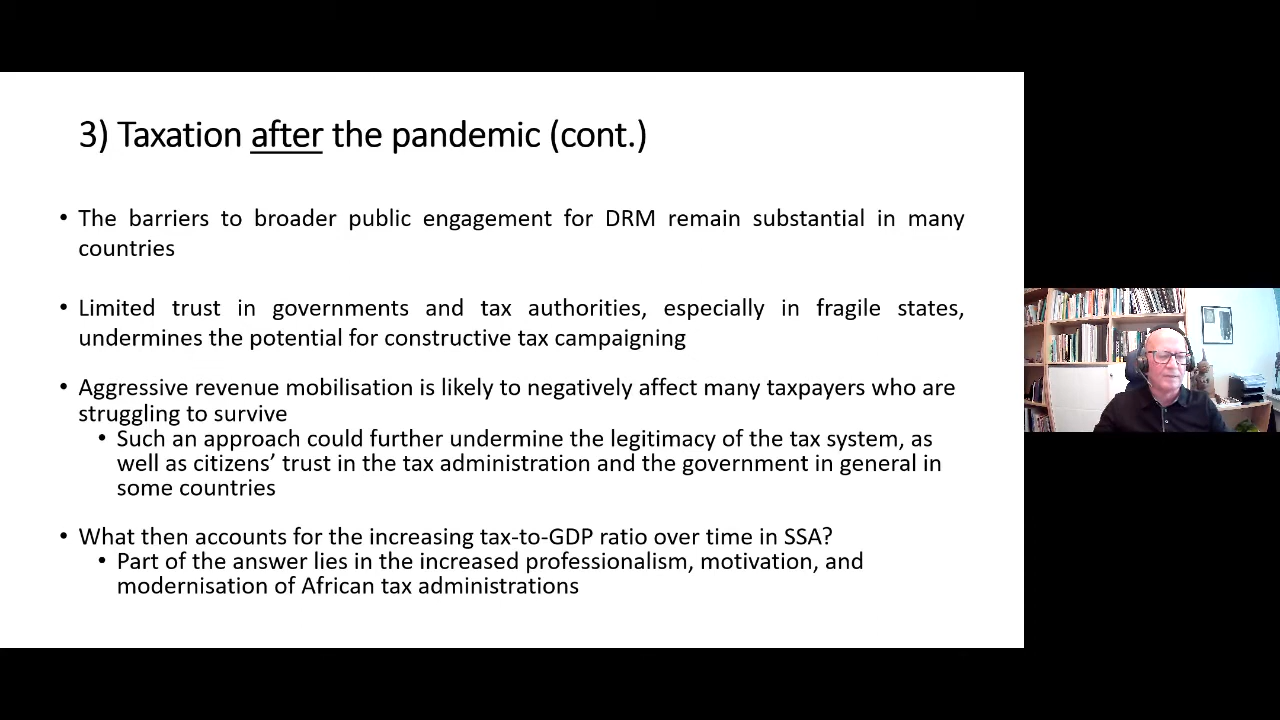 3) Taxation after the pandemic (cont.)
• The barriers to broader public engagement for DRM remain substantial in many
countries
• Limited trust in governments and tax authorities, especially in fragile states,
undermines the potential for constructive tax campaigning
• Aggressive revenue mobilisation is likely to negatively affect many taxpayers who are
struggling to survive
• Such an approach could further undermine the legitimacy of the tax system, as
well as citizens’ trust in the tax administration and the government in general in
some countries
• What then accounts for the increasing tax-to-GDP ratio over time in SSA?
• Part of the answer lies in the increased professionalism, motivation, and
modernisation of African tax administrations